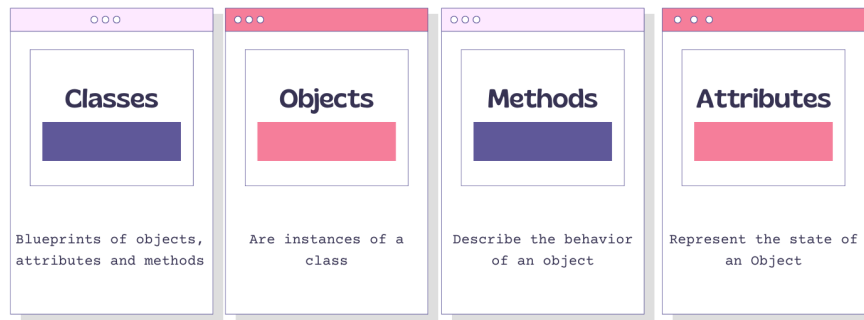 Classes
Blueprints of objects,
attributes and methods
Objects
Are instances of a
class
Methods
Describe the behavior
of an object
Attributes
Represent the state of
an Object